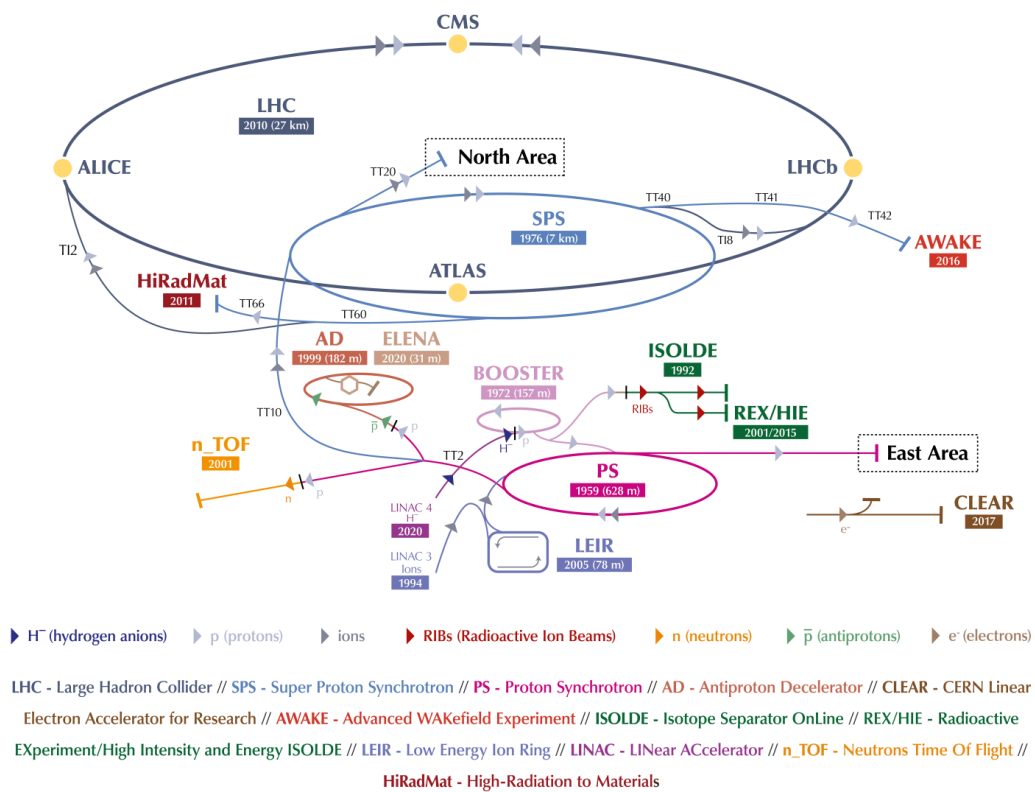 CMS
LHC
2010 (27 km)
North Area
ALICE
LHCb
TT20
TT40
TT41
TT42
SPS
1976 (7 km)
TI8
AWAKE
2016
TI2
ATLAS
HiRadMat
2011
TT66
TT60
AD
1999 (182 m)
ELENA
2020 (31 m)
ISOLDE
1992
BOOSTER
1972 (157 m)
RIBs
REX/HIE
2001/2015
TT10
p̅
p
n_TOF
2001
H⁻
p
TT2
East Area
PS
1959 (628 m)
n
p
LINAC 4
H⁻
2020
CLEAR
2017
e⁻
LINAC 3
Ions
1994
LEIR
2005 (78 m)
H⁻ (hydrogen anions) p (protons) ions RIBs (Radioactive Ion Beams) n (neutrons) p̅ (antiprotons) e⁻ (electrons)
LHC - Large Hadron Collider // SPS - Super Proton Synchrotron // PS - Proton Synchrotron // AD - Antiproton Decelerator // CLEAR - CERN Linear
Electron Accelerator for Research // AWAKE - Advanced WAKefield Experiment // ISOLDE - Isotope Separator OnLine // REX/HIE - Radioactive
EXperiment/High Intensity and Energy ISOLDE // LEIR - Low Energy Ion Ring // LINAC - LINear ACcelerator // n_TOF - Neutrons Time Of Flight //
HiRadMat - High-Radiation to Materials